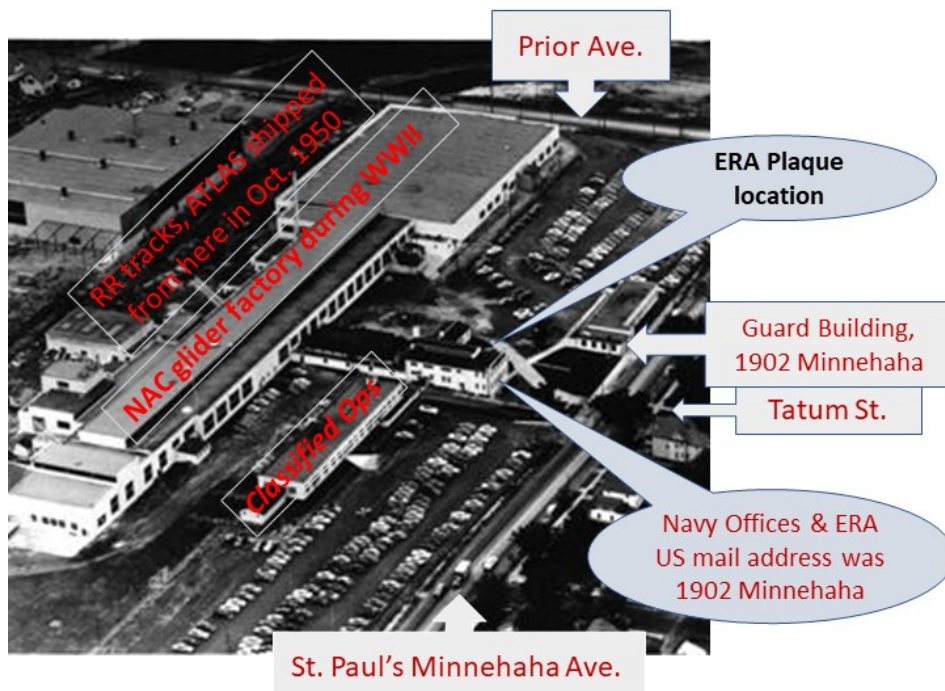 Prior Ave.
ERA Plaque
location
RR tracks, ATLAS shipped
from here in Oct. 1950
NAC glider factory during WWII
Guard Building,
1902 Minnehaha
Tatum St.
Classified Ops
Navy Offices & ERA
US mail address was
1902 Minnehaha
St. Paul's Minnehaha Ave.